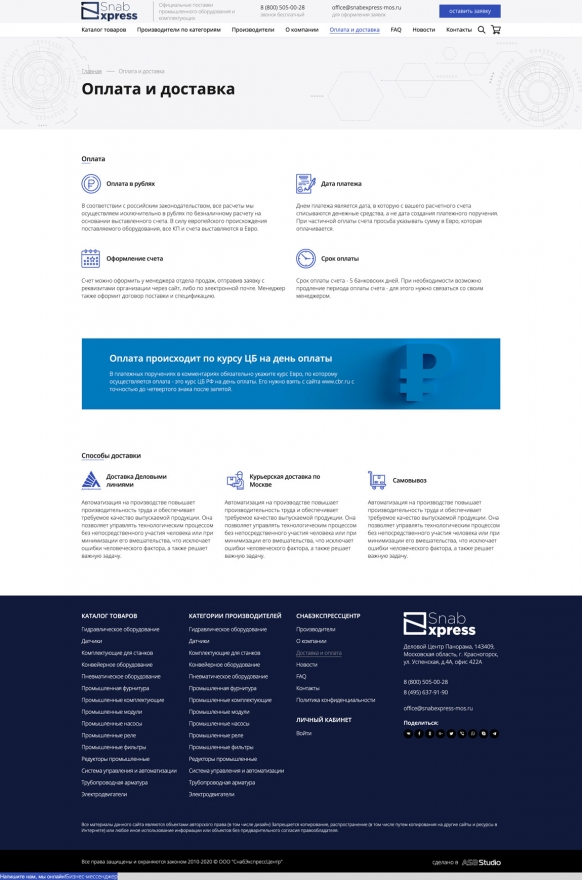 Snab
xpress
Официальные поставки
промышленного оборудования и
комплектующих
8 (800) 505-00-28
звонок бесплатный
office@snabexpress-mos.ru
для оформления заявок
оставить заявку
Каталог товаров Производители по категориям Производители О компании Оплата и доставка FAQ Новости Контакты
Главная Оплата и доставка
Оплата и доставка
Оплата
Оплата в рублях
В соответствии с российским законодательством, все расчеты мы
осуществляем исключительно в рублях по безналичному расчету на
основании выставленного счета. В силу европейского происхождения
поставляемого оборудования, все КП и счета выставляются в Евро.
Дата платежа
Днем платежа является дата, в которую с вашего расчетного счета
списываются денежные средства, а не дата создания платежного поручения.
При частичной оплаты счета просьба указывать сумму в Евро, которая
оплачивается.
Оформление счета
Счет можно оформить у менеджера отдела продаж, отправив заявку с
реквизитами организации через сайт, либо по электронной почте. Менеджер
также оформит договор поставки и спецификацию.
Срок оплаты
Срок оплаты счета - 5 банковских дней. При необходимости возможно
продление периода оплаты счета - для этого нужно связаться со своим
менеджером.
Оплата происходит по курсу ЦБ на день оплаты
В платежных поручениях в комментариях обязательно укажите курс Евро, по которому
осуществляется оплата - это курс ЦБ РФ на день оплаты. Его нужно взять с сайта www.cbr.ru с
точностью до четвертого знака после запятой.
Способы доставки
Доставка Деловыми
линиями
Автоматизация на производстве повышает
производительность труда и обеспечивает
требуемое качество выпускаемой продукции. Она
позволяет управлять технологическим процессом
без непосредственного участия человека или при
минимизации его вмешательства, что исключает
ошибки человеческого фактора, а также решает
важную задачу.
Курьерская доставка по
Москве
Автоматизация на производстве повышает
производительность труда и обеспечивает
требуемое качество выпускаемой продукции. Она
позволяет управлять технологическим процессом
без непосредственного участия человека или при
минимизации его вмешательства, что исключает
ошибки человеческого фактора, а также решает
важную задачу.
Самовывоз
Автоматизация на производстве повышает
производительность труда и обеспечивает
требуемое качество выпускаемой продукции. Она
позволяет управлять технологическим процессом
без непосредственного участия человека или при
минимизации его вмешательства, что исключает
ошибки человеческого фактора, а также решает
важную задачу.
КАТАЛОГ ТОВАРОВ
Гидравлическое оборудование
Датчики
Комплектующие для станков
Конвейерное оборудование
Пневматическое оборудование
Промышленная фурнитура
Промышленные комплектующие
Промышленные модули
Промышленные насосы
Промышленные реле
Промышленные фильтры
Редукторы промышленные
Система управления и автоматизации
Трубопроводная арматура
Электродвигатели
КАТЕГОРИИ ПРОИЗВОДИТЕЛЕЙ
Гидравлическое оборудование
Датчики
Комплектующие для станков
Конвейерное оборудование
Пневматическое оборудование
Промышленная фурнитура
Промышленные комплектующие
Промышленные модули
Промышленные насосы
Промышленные реле
Промышленные фильтры
Редукторы промышленные
Система управления и автоматизации
Трубопроводная арматура
Электродвигатели
СНАБЭКСПРЕССЦЕНТР
Производители
О компании
Доставка и оплата
Новости
FAQ
Контакты
Политика конфиденциальности
ЛИЧНЫЙ КАБИНЕТ
Войти
Snab
xpress
Деловой Центр Панорама, 143409,
Московская область, г. Красногорск,
ул. Успенская, д.4А, офис 422А
8 (800) 505-00-28
8 (495) 637-91-90
office@snabexpress-mos.ru
Поделиться:
Все материалы данного сайта являются объектами авторского права (в том числе дизайн). Запрещается копирование, распространение (в том числе путем копирования на другие сайты и ресурсы в
Интернете) или любое иное использование информации или объектов без предварительного согласия правообладателя.
Все права защищены и охраняются законом 2010-2020 © ООО "СнабЭкспрессЦентр"
сделано в ASBStudio
Напишите нам, мы онлайн!Бизнес-мессенджер